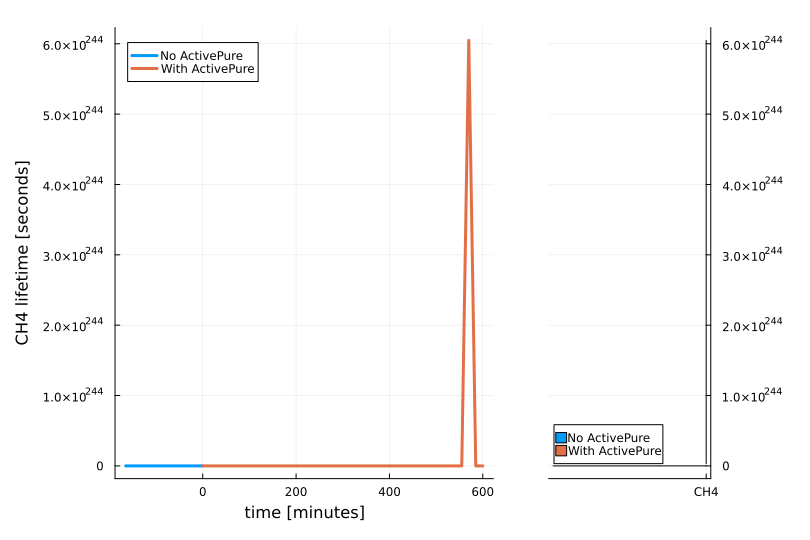 6.0×10^244
5.0×10^244
4.0×10^244
3.0×10^244
2.0×10^244
1.0×10^244
0
CH4 lifetime [seconds]
No ActivePure
With ActivePure
0
200
400
600
time [minutes]
6.0×10^244
5.0×10^244
4.0×10^244
3.0×10^244
2.0×10^244
1.0×10^244
0
No ActivePure
With ActivePure
CH4